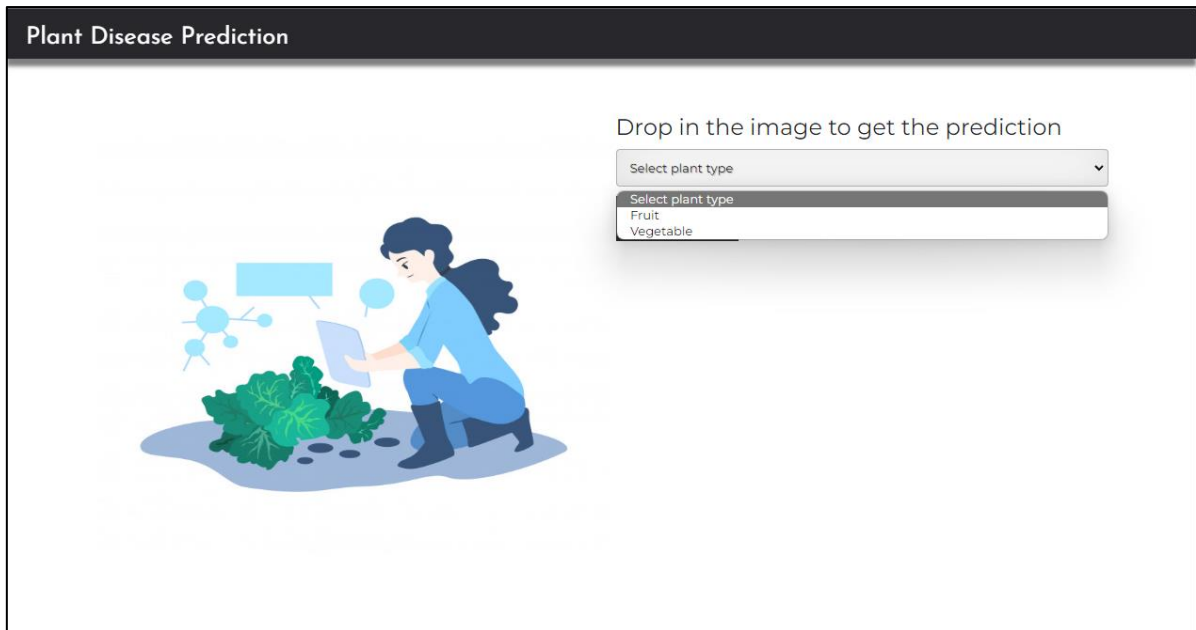 Plant Disease Prediction
Drop in the image to get the prediction
Select plant type
Select plant type
Fruit
Vegetable